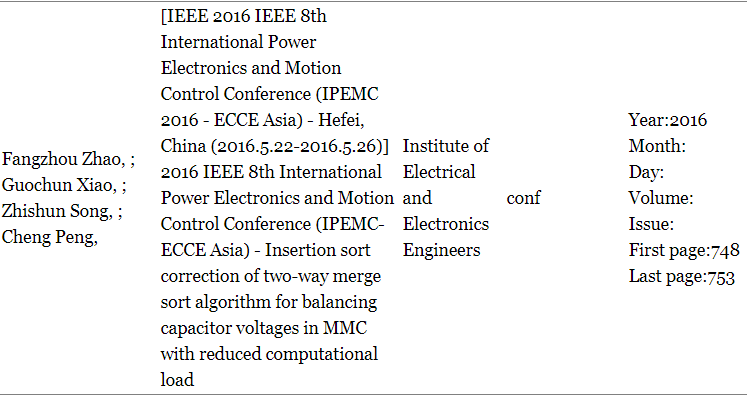 Fangzhou Zhao, ;
Guochun Xiao, ;
Zhishun Song, ;
Cheng Peng,
[IEEE 2016 IEEE 8th
International Power
Electronics and Motion
Control Conference (IPEMC
2016 - ECCE Asia) - Hefei,
China (2016.5.22-2016.5.26)]
2016 IEEE 8th International
Power Electronics and Motion
Control Conference (IPEMC-
ECCE Asia) - Insertion sort
correction of two-way merge
sort algorithm for balancing
capacitor voltages in MMC
with reduced computational
load
Institute of
Electrical
and
Electronics
Engineers
conf
Year:2016
Month:
Day:
Volume:
Issue:
First page:748
Last page:753